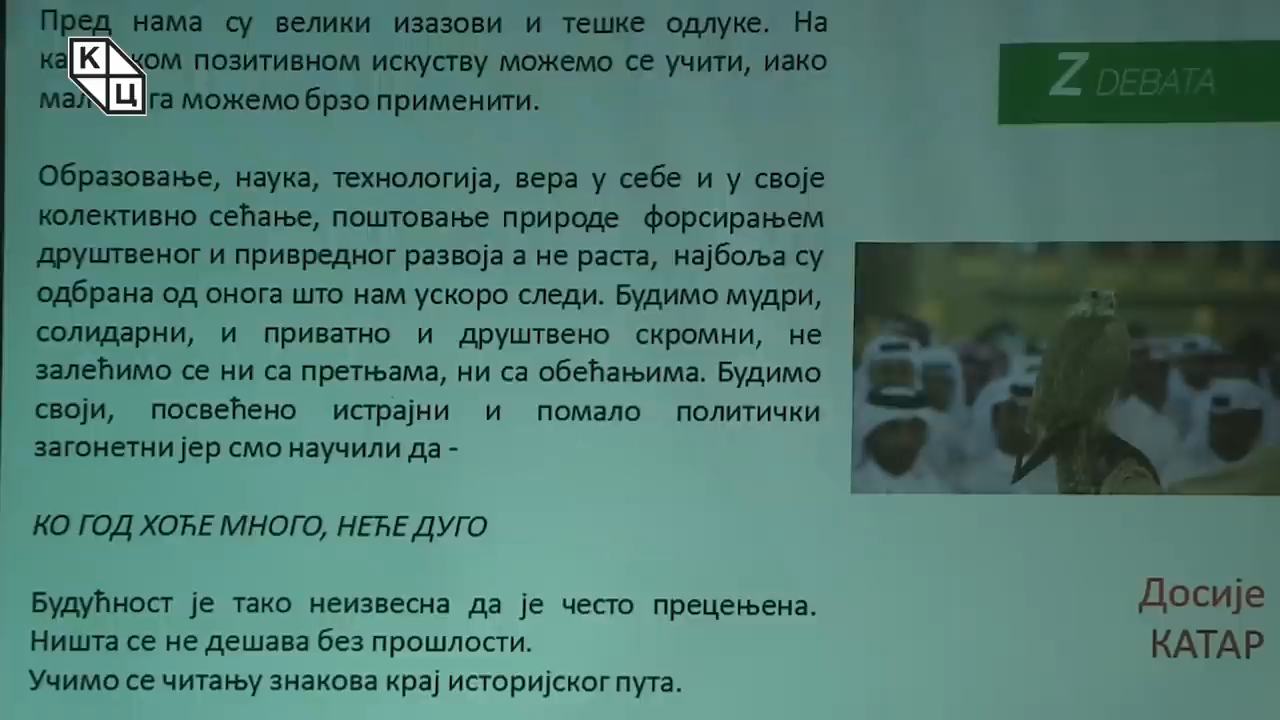 Пред нама су велики изазови и тешке одлуке. На
позитивном искуству можемо се учити, иако
можемо брзо применити.
Образовање, наука, технологија, вера у себе и у своје
колективно сећање, поштовање природе форсирањем
друштвеног и привредног развоја а не раста, најбоља су
одбрана од онога што нам ускоро следи. Будимо мудри,
солидарни, и приватно и друштвено скромни, не
залећимо се ни са претњама, ни са обећањима. Будимо
своји, посвећено истрајни и помало политички
загонетни јер смо научили да -
КО ГОД ХОЋЕ МНОГО, НЕЋЕ ДУГО
Будућност је тако неизвесна да је често прецењена.
Ништа се не дешава без прошлости.
Учимо се читању знакова крај историјског пута.
К
Ц
Z DEBATA
Досије
КАТАР